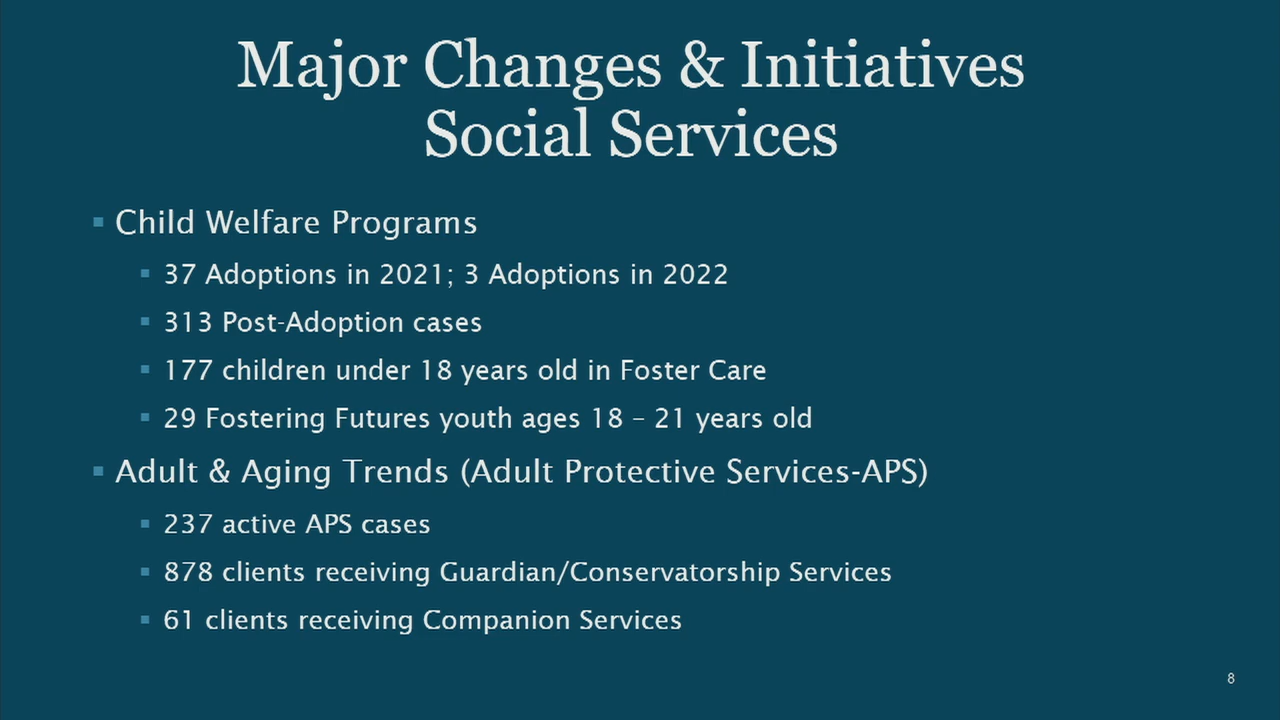 Major Changes & Initiatives
Social Services
▪ Child Welfare Programs
▪ 37 Adoptions in 2021; 3 Adoptions in 2022
▪ 313 Post-Adoption cases
▪ 177 children under 18 years old in Foster Care
▪ 29 Fostering Futures youth ages 18 – 21 years old
▪ Adult & Aging Trends (Adult Protective Services-APS)
▪ 237 active APS cases
▪ 878 clients receiving Guardian/Conservatorship Services
▪ 61 clients receiving Companion Services
8